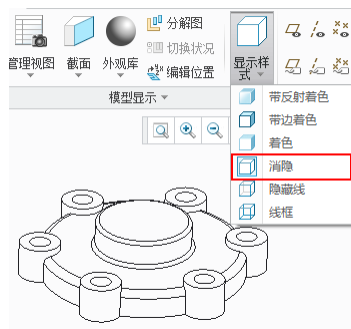 分解图
切换状况
编辑位置
管理视图
截面
外观库
显示样式
模型显示
带反射着色
带边着色
着色
消隐
隐藏线
线框